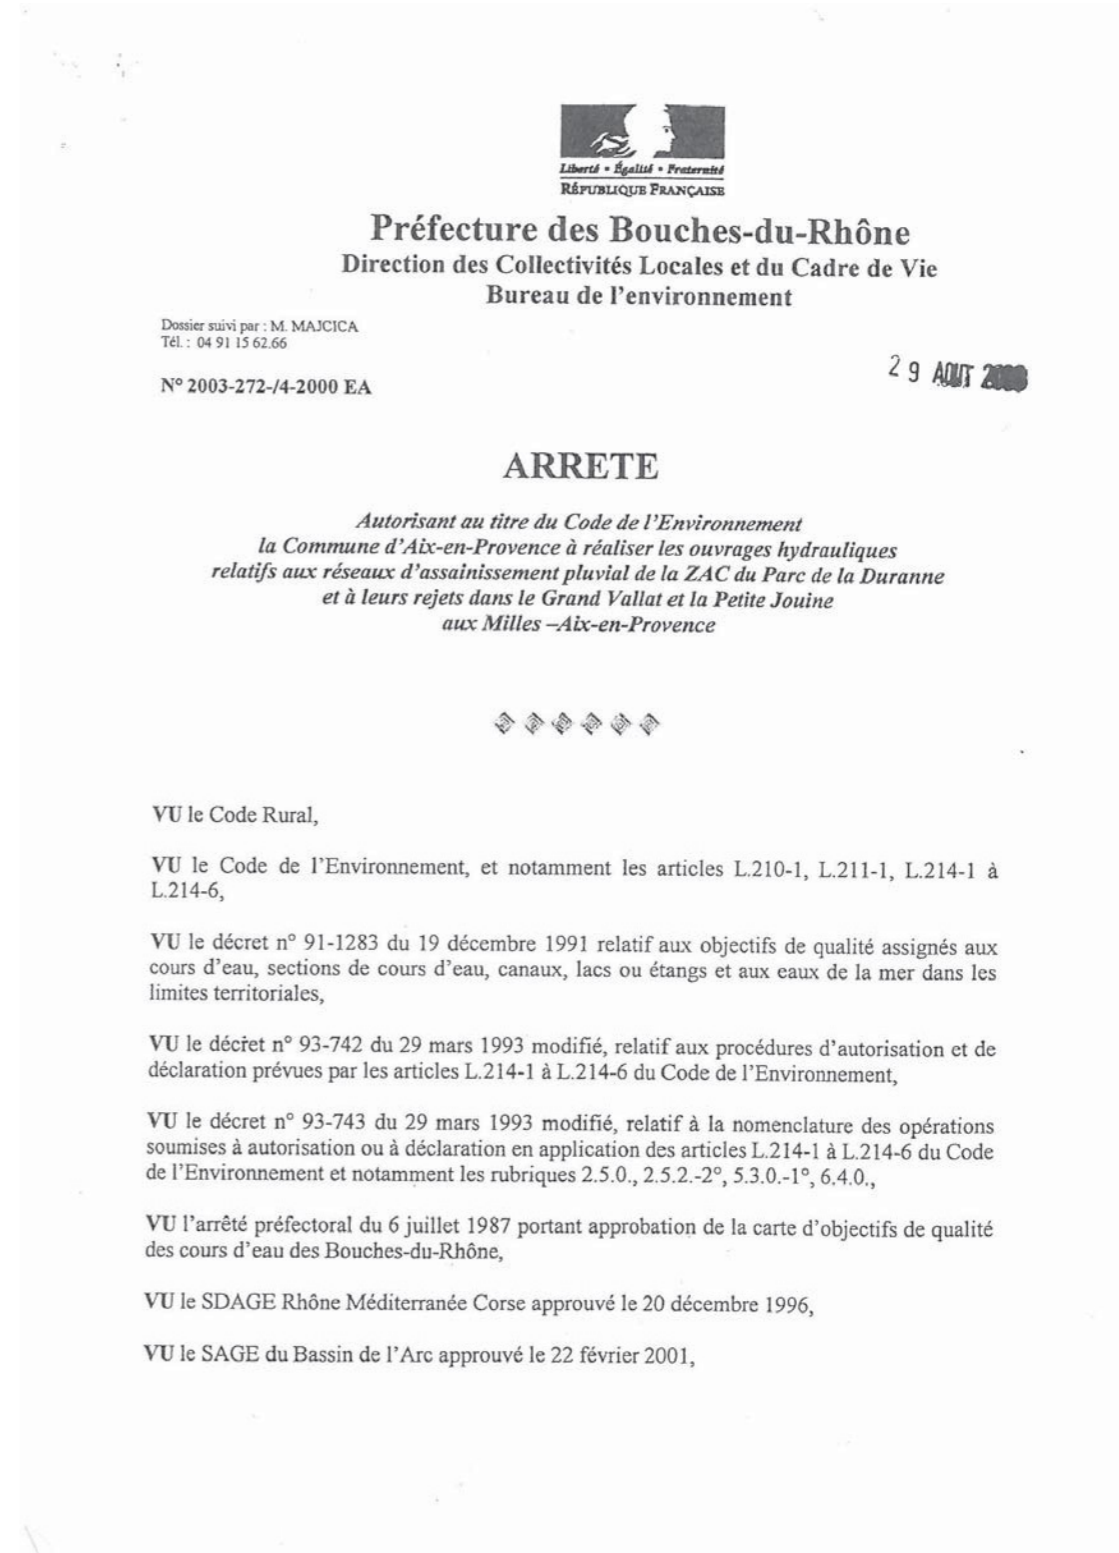 Liberté • Égalité • Fraternité
RÉPUBLIQUE FRANÇAISE
Préfecture des Bouches-du-Rhône
Direction des Collectivités Locales et du Cadre de Vie
Bureau de l'environnement
Dossier suivi par : M. MAJCICA
Tél. : 04 91 15 62.66
29 AOUT
N° 2003-272-/4-2000 EA
ARRETE
Autorisant au titre du Code de l'Environnement
la Commune d'Aix-en-Provence à réaliser les ouvrages hydrauliques
relatifs aux réseaux d'assainissement pluvial de la ZAC du Parc de la Duranne
et à leurs rejets dans le Grand Vallat et la Petite Jouine
aux Milles –Aix-en-Provence
VU le Code Rural,
VU le Code de l'Environnement, et notamment les articles L.210-1, L.211-1, L.214-1 à
L.214-6,
VU le décret n° 91-1283 du 19 décembre 1991 relatif aux objectifs de qualité assignés aux
cours d'eau, sections de cours d'eau, canaux, lacs ou étangs et aux eaux de la mer dans les
limites territoriales,
VU le décret n° 93-742 du 29 mars 1993 modifié, relatif aux procédures d'autorisation et de
déclaration prévues par les articles L.214-1 à L.214-6 du Code de l'Environnement,
VU le décret n° 93-743 du 29 mars 1993 modifié, relatif à la nomenclature des opérations
soumises à autorisation ou à déclaration en application des articles L.214-1 à L.214-6 du Code
de l'Environnement et notamment les rubriques 2.5.0., 2.5.2.-2°, 5.3.0.-1°, 6.4.0.,
VU l'arrêté préfectoral du 6 juillet 1987 portant approbation de la carte d'objectifs de qualité
des cours d'eau des Bouches-du-Rhône,
VU le SDAGE Rhône Méditerranée Corse approuvé le 20 décembre 1996,
VU le SAGE du Bassin de l'Arc approuvé le 22 février 2001,